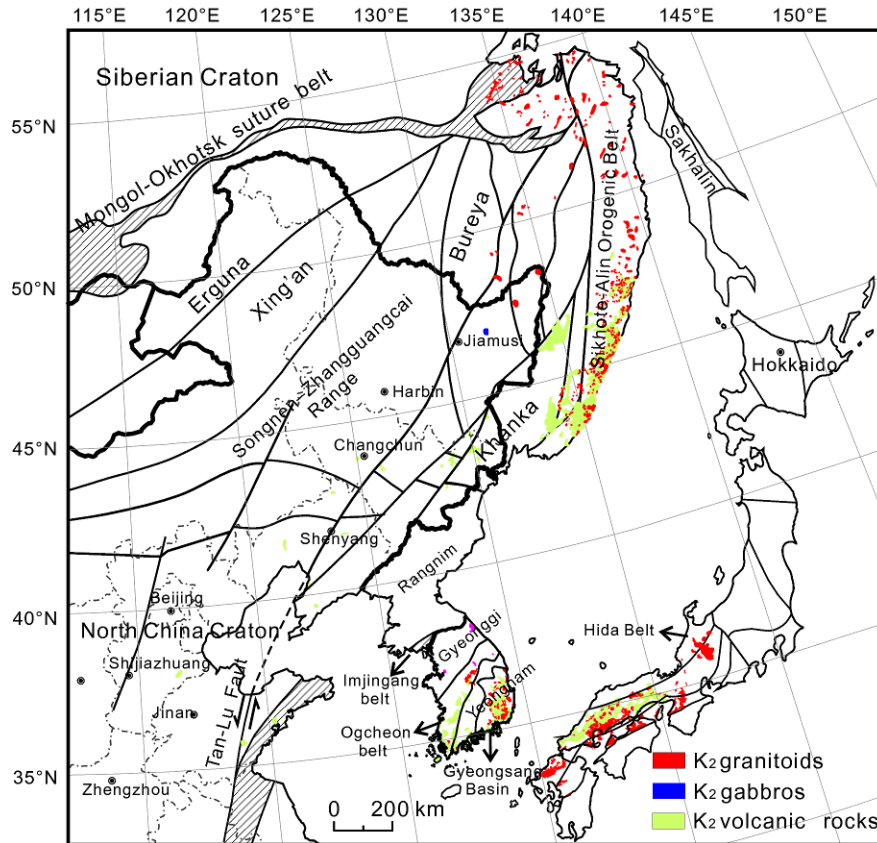 115°E
120°E
125°E
130°E
135°E
140°E
145°E
150°E
Siberian Craton
55°N
Mongol-Okhotsk suture belt
Sakhalin
Sikhote-Alin Orogenic Belt
Bureya
50°N
Erguna
Xing'an
Songnen-Zhangguangcai
Range
Jiamusi
Hokkaido
Harbin
Khanka
45°N
Changchun
Shenyang
Rangnim
Beijing
40°N
North China Craton
Hida Belt
Gyeonggi
Shijiazhuang
Imjingang
belt
Yeongnam
Tan-Lu Fault
Jinan
Ogcheon
belt
35°N
Zhengzhou
Gyeongsang
Basin
0 200 km
K2 granitoids
K2 gabbros
K2 volcanic rocks